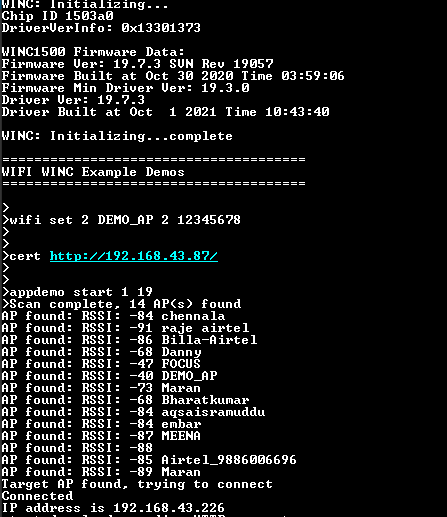 WINC: Initializing...
Chip ID 1503a0
DriverVerInfo: 0x13301373
WINC1500 Firmware Data:
Firmware Ver: 19.7.3 SVN Rev 19057
Firmware Built at Oct 30 2020 Time 03:59:06
Firmware Min Driver Ver: 19.3.0
Driver Ver: 19.7.3
Driver Built at Oct  1 2021 Time 10:43:40
WINC: Initializing...complete
=====================================
WIFI WINC Example Demos
=====================================
>
>wifi set 2 DEMO_AP 2 12345678
>
>
>cert http://192.168.43.87/
>
>
>appdemo start 1 19
>Scan complete, 14 AP(s) found
AP found: RSSI: -84 chennala
AP found: RSSI: -91 raje airtel
AP found: RSSI: -86 Billa-Airtel
AP found: RSSI: -68 Danny
AP found: RSSI: -47 FOCUS
AP found: RSSI: -40 DEMO_AP
AP found: RSSI: -73 Maran
AP found: RSSI: -68 Bharatkumar
AP found: RSSI: -84 aqsaisramuddu
AP found: RSSI: -84 embar
AP found: RSSI: -87 MEENA
AP found: RSSI: -88
AP found: RSSI: -85 Airtel_9886006696
AP found: RSSI: -89 Maran
Target AP found, trying to connect
Connected
IP address is 192.168.43.226